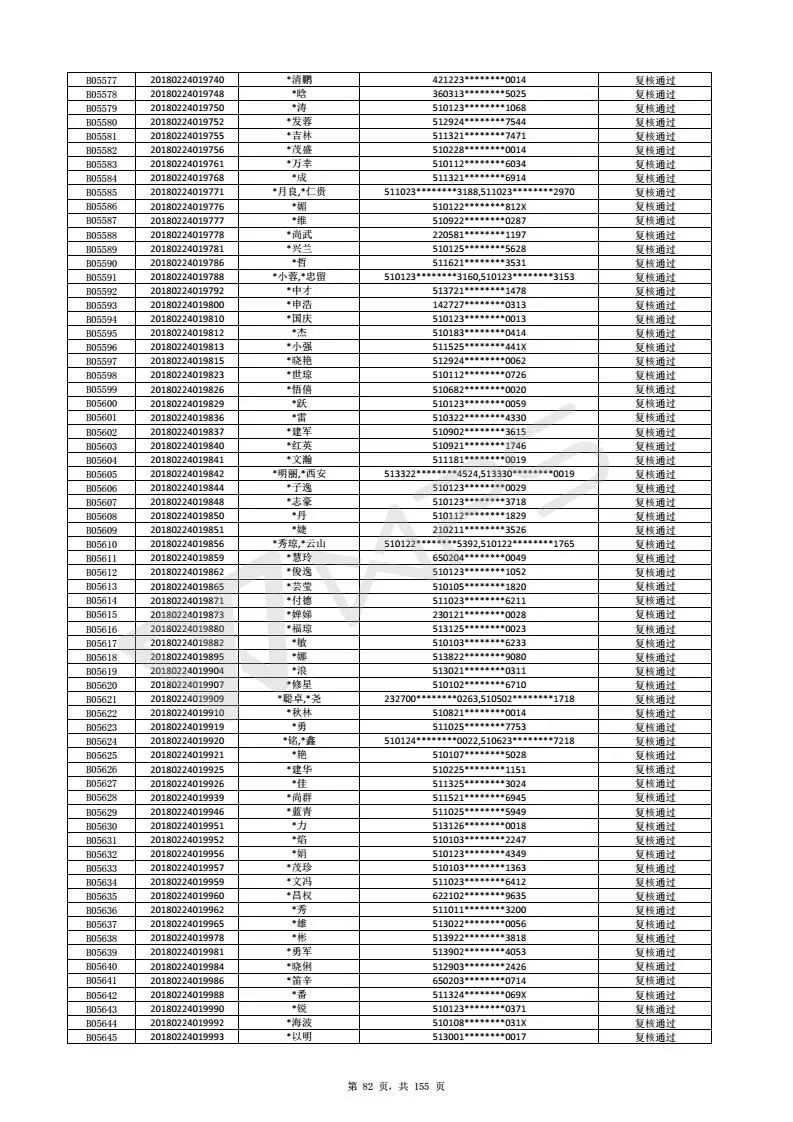 B05577 20180224019740 *清鹏 421223********0014 复核通过
B05578 20180224019748 *晗 360313********5025 复核通过
B05579 20180224019750 *涛 510123********1068 复核通过
B05580 20180224019752 *发蓉 512924********7544 复核通过
B05581 20180224019755 *吉林 511321********7471 复核通过
B05582 20180224019756 *茂盛 510228********0014 复核通过
B05583 20180224019761 *万幸 510112********6034 复核通过
B05584 20180224019768 *成 511321********6914 复核通过
B05585 20180224019771 *月良,*仁贵 511023********3188,511023********2970 复核通过
B05586 20180224019776 *媚 510122********812X 复核通过
B05587 20180224019777 *维 510922********0287 复核通过
B05588 20180224019778 *尚武 220581********1197 复核通过
B05589 20180224019781 *兴兰 510125********5628 复核通过
B05590 20180224019786 *哲 511621********3531 复核通过
B05591 20180224019788 *小蓉,*忠留 510123********3160,510123********3153 复核通过
B05592 20180224019792 *中才 513721********1478 复核通过
B05593 20180224019800 *申浩 142727********0313 复核通过
B05594 20180224019810 *国庆 510123********0013 复核通过
B05595 20180224019812 *杰 510183********0414 复核通过
B05596 20180224019813 *小强 511525********441X 复核通过
B05597 20180224019815 *晓艳 512924********0062 复核通过
B05598 20180224019823 *世琼 510112********0726 复核通过
B05599 20180224019826 *悟僖 510682********0020 复核通过
B05600 20180224019829 *跃 510123********0059 复核通过
B05601 20180224019836 *雷 510322********4330 复核通过
B05602 20180224019837 *建军 510902********3615 复核通过
B05603 20180224019840 *红英 510921********1746 复核通过
B05604 20180224019841 *文瀚 511181********0019 复核通过
B05605 20180224019842 *明丽,*西安 513322********4524,513330********0019 复核通过
B05606 20180224019844 *子逸 510123********0029 复核通过
B05607 20180224019848 *志豪 510123********3718 复核通过
B05608 20180224019850 *丹 510112********1829 复核通过
B05609 20180224019851 *婕 210211********3526 复核通过
B05610 20180224019856 *秀琼,*云山 510122********5392,510122********1765 复核通过
B05611 20180224019859 *慧玲 650204********0049 复核通过
B05612 20180224019862 *俊逸 510123********1052 复核通过
B05613 20180224019865 *芸莹 510105********1820 复核通过
B05614 20180224019871 *付德 511023********6211 复核通过
B05615 20180224019873 *婵娣 230121********0028 复核通过
B05616 20180224019880 *福琼 513125********0023 复核通过
B05617 20180224019882 *敏 510103********6233 复核通过
B05618 20180224019895 *娜 513822********9080 复核通过
B05619 20180224019904 *浪 513021********0311 复核通过
B05620 20180224019907 *修星 510102********6710 复核通过
B05621 20180224019909 *聪卓,*尧 232700********0263,510502********1718 复核通过
B05622 20180224019910 *秋林 510821********0014 复核通过
B05623 20180224019919 *勇 511025********7753 复核通过
B05624 20180224019920 *铭,*鑫 510124********0022,510623********7218 复核通过
B05625 20180224019921 *艳 510107********5028 复核通过
B05626 20180224019925 *建华 510225********1151 复核通过
B05627 20180224019926 *佳 511325********3024 复核通过
B05628 20180224019939 *尚群 511521********6945 复核通过
B05629 20180224019946 *蓝青 511025********5949 复核通过
B05630 20180224019951 *力 513126********0018 复核通过
B05631 20180224019952 *焰 510103********2247 复核通过
B05632 20180224019956 *娟 510123********4349 复核通过
B05633 20180224019957 *茂珍 510103********1363 复核通过
B05634 20180224019959 *文冯 511023********6412 复核通过
B05635 20180224019960 *昌权 622102********9635 复核通过
B05636 20180224019962 *秀 511011********3200 复核通过
B05637 20180224019965 *雄 513022********0056 复核通过
B05638 20180224019978 *彬 513922********3818 复核通过
B05639 20180224019981 *勇军 513902********4053 复核通过
B05640 20180224019984 *晓俐 512903********2426 复核通过
B05641 20180224019986 *笛辛 650203********0714 复核通过
B05642 20180224019988 *番 511324********069X 复核通过
B05643 20180224019990 *锐 510123********0371 复核通过
B05644 20180224019992 *海波 510108********031X 复核通过
B05645 20180224019993 *以明 513001********0017 复核通过
WPS
第 82 页，共 155 页